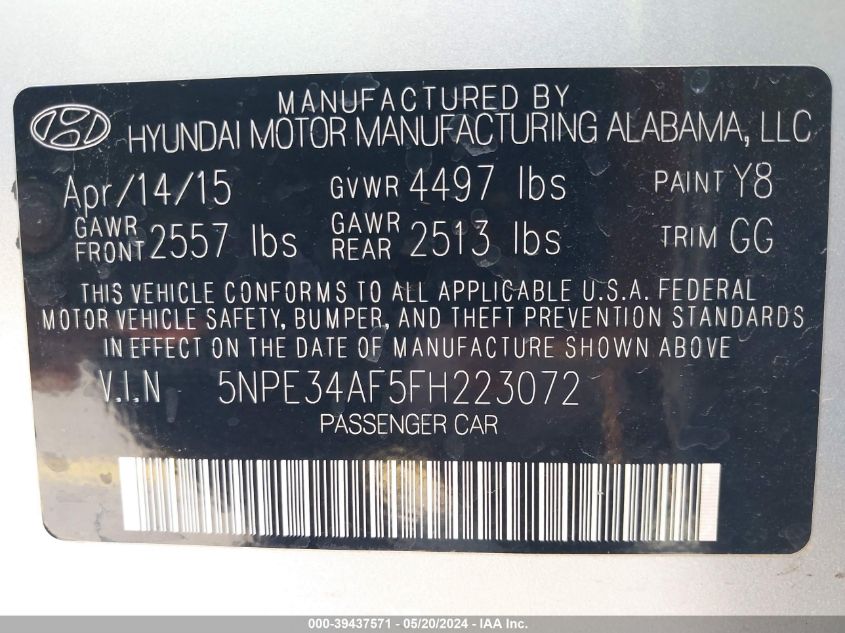 MANUFACTURED BY
HYUNDAI MOTOR MANUFACTURING ALABAMA, LLC
Apr/14/15 GVWR 4497 lbs PAINT Y8
GAWR FRONT 2557 lbs GAWR REAR 2513 lbs TRIM GG
THIS VEHICLE CONFORMS TO ALL APPLICABLE U.S.A. FEDERAL
MOTOR VEHICLE SAFETY, BUMPER, AND THEFT PREVENTION STANDARDS
IN EFFECT ON THE DATE OF MANUFACTURE SHOWN ABOVE
V.I.N 5NPE34AF5FH223072
PASSENGER CAR
000-39437571 - 05/20/2024 - IAA Inc.